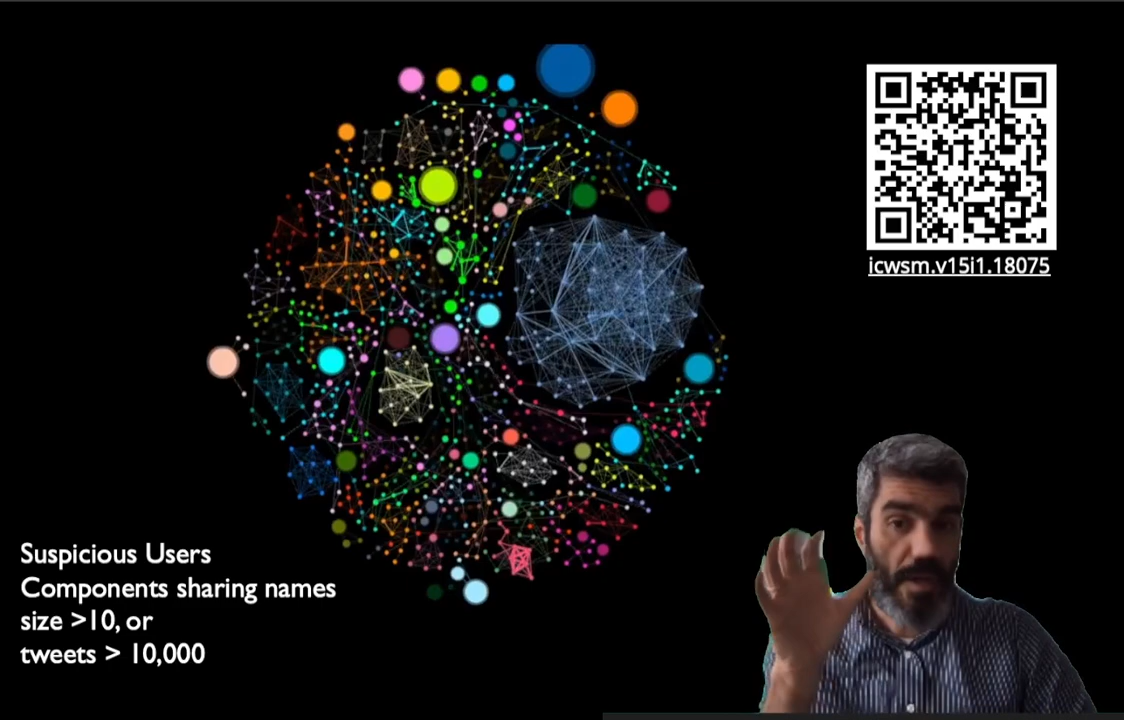 icwsm.v15i1.18075
Suspicious Users
Components sharing names
size >10, or
tweets > 10,000